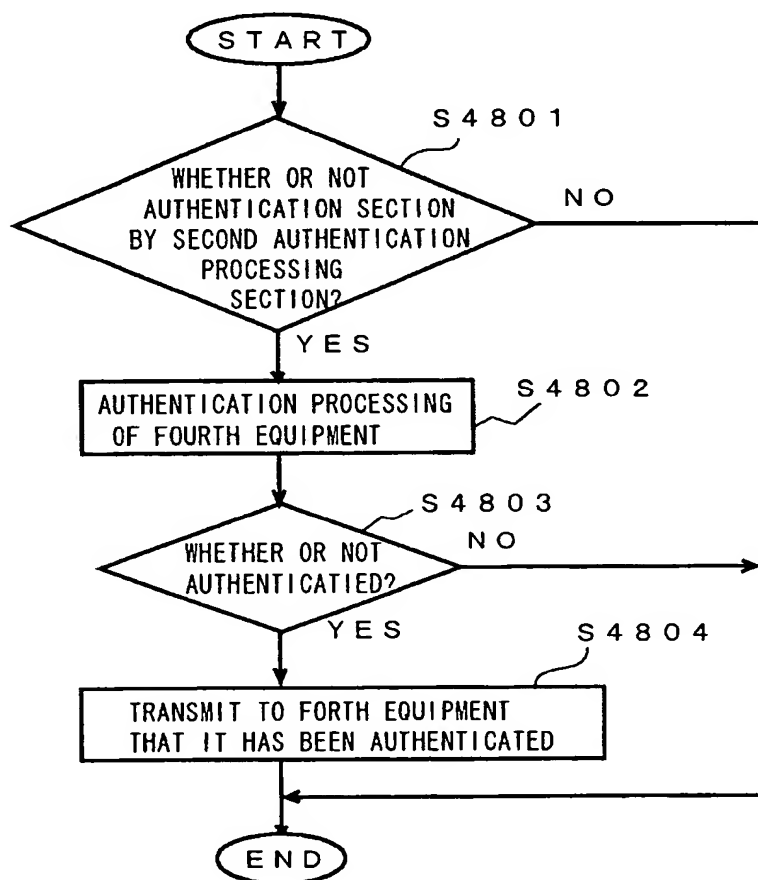 START
S4801
WHETHER OR NOT
AUTHENTICATION SECTION
BY SECOND AUTHENTICATION
PROCESSING
SECTION?
NO
YES
S4802
AUTHENTICATION PROCESSING
OF FOURTH EQUIPMENT
S4803
WHETHER OR NOT
AUTHENTICATIED?
NO
YES
S4804
TRANSMIT TO FORTH EQUIPMENT
THAT IT HAS BEEN AUTHENTICATED
END